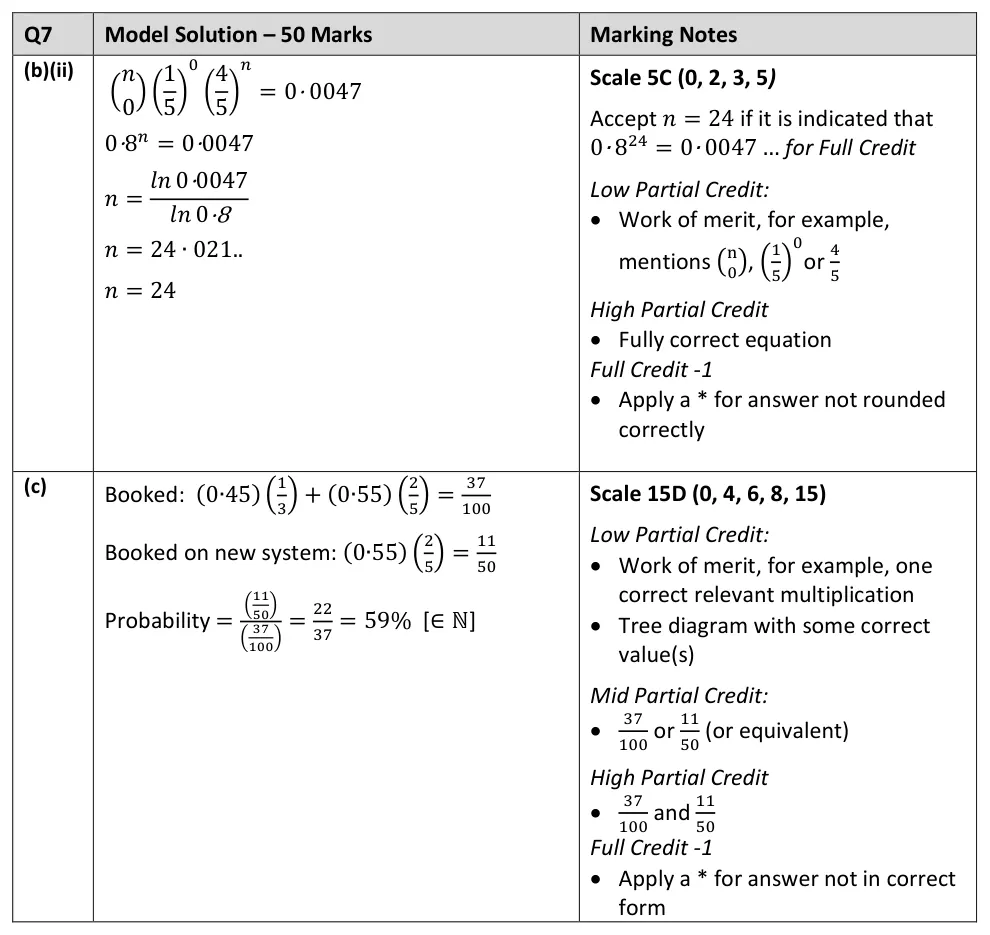 Q7 Model Solution – 50 Marks Marking Notes
(b)(ii)
(n 0) (1/5)^0 (4/5)^n = 0·0047
0·8^n = 0·0047
n = ln 0·0047 / ln 0·8
n = 24 · 021..
n = 24
Scale 5C (0, 2, 3, 5)
Accept n = 24 if it is indicated that
0·8^24 = 0·0047 … for Full Credit
Low Partial Credit:
• Work of merit, for example,
mentions (n 0), (1/5)^0 or 4/5
High Partial Credit
• Fully correct equation
Full Credit -1
• Apply a * for answer not rounded
correctly
(c)
Booked: (0·45) (1/3) + (0·55) (2/5) = 37/100
Booked on new system: (0·55) (2/5) = 11/50
Probability = (11/50)/(37/100) = 22/37 = 59% [∈ ℕ]
Scale 15D (0, 4, 6, 8, 15)
Low Partial Credit:
• Work of merit, for example, one
correct relevant multiplication
• Tree diagram with some correct
value(s)
Mid Partial Credit:
• 37/100 or 11/50 (or equivalent)
High Partial Credit
• 37/100 and 11/50
Full Credit -1
• Apply a * for answer not in correct
form